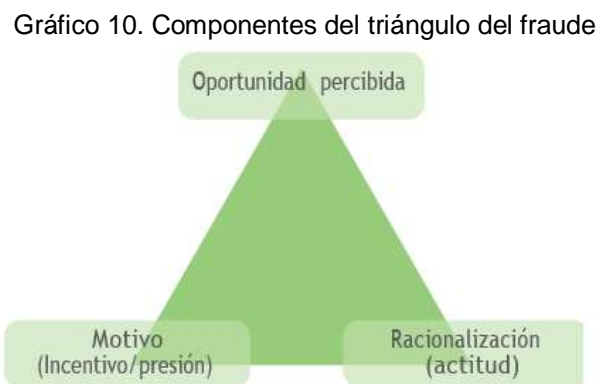 Gráfico 10. Componentes del triángulo del fraude
Oportunidad percibida
Motivo
(Incentivo/presión)
Racionalización
(actitud)